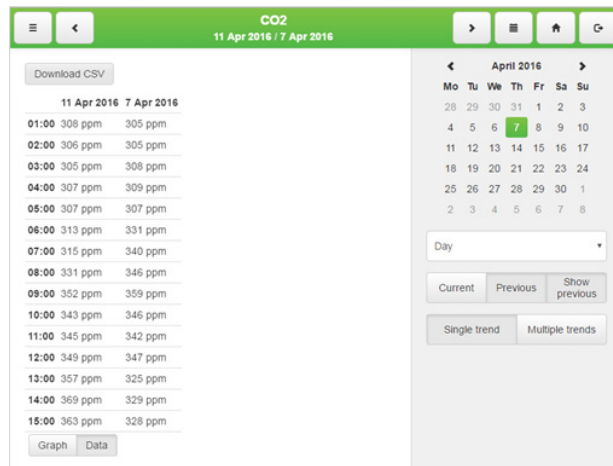 CO2
11 Apr 2016 / 7 Apr 2016
Download CSV
11 Apr 2016 7 Apr 2016
01:00 308 ppm 305 ppm
02:00 306 ppm 305 ppm
03:00 305 ppm 308 ppm
04:00 307 ppm 309 ppm
05:00 307 ppm 307 ppm
06:00 313 ppm 331 ppm
07:00 315 ppm 340 ppm
08:00 331 ppm 346 ppm
09:00 352 ppm 359 ppm
10:00 343 ppm 346 ppm
11:00 345 ppm 342 ppm
12:00 349 ppm 347 ppm
13:00 357 ppm 325 ppm
14:00 369 ppm 329 ppm
15:00 363 ppm 328 ppm
Graph Data
April 2016
Mo Tu We Th Fr Sa Su
28 29 30 31 1 2 3
4 5 6 7 8 9 10
11 12 13 14 15 16 17
18 19 20 21 22 23 24
25 26 27 28 29 30 1
2 3 4 5 6 7 8
Day
Current Previous Show previous
Single trend Multiple trends